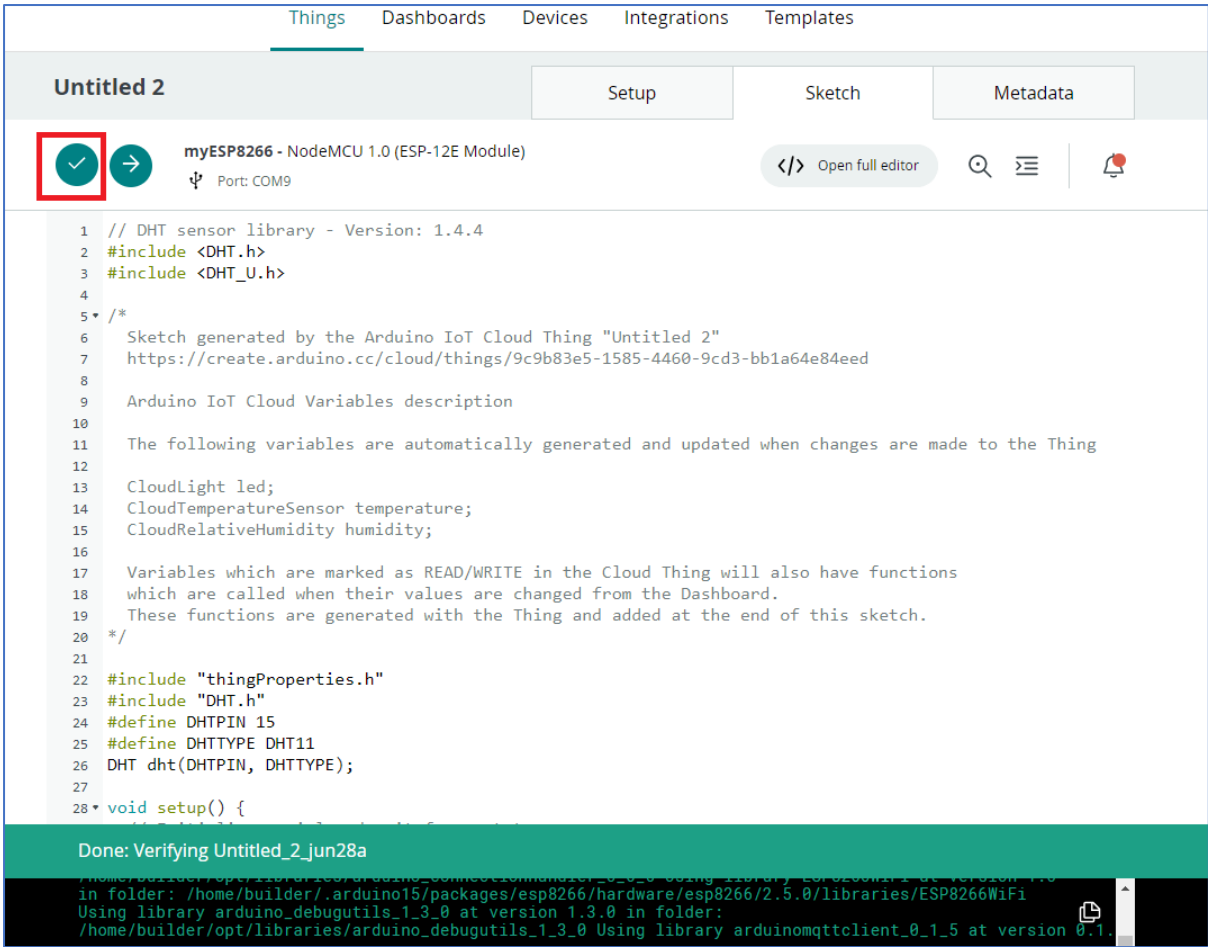 Things Dashboards Devices Integrations Templates
Untitled 2
Setup Sketch Metadata
myESP8266 - NodeMCU 1.0 (ESP-12E Module)
Port: COM9
</> Open full editor
1 // DHT sensor library - Version: 1.4.4
2 #include <DHT.h>
3 #include <DHT_U.h>
4
5 /*
6 Sketch generated by the Arduino IoT Cloud Thing "Untitled 2"
7 https://create.arduino.cc/cloud/things/9c9b83e5-1585-4460-9cd3-bb1a64e84eed
8
9 Arduino IoT Cloud Variables description
10
11 The following variables are automatically generated and updated when changes are made to the Thing
12
13 CloudLight led;
14 CloudTemperatureSensor temperature;
15 CloudRelativeHumidity humidity;
16
17 Variables which are marked as READ/WRITE in the Cloud Thing will also have functions
18 which are called when their values are changed from the Dashboard.
19 These functions are generated with the Thing and added at the end of this sketch.
20 */
21
22 #include "thingProperties.h"
23 #include "DHT.h"
24 #define DHTPIN 15
25 #define DHTTYPE DHT11
26 DHT dht(DHTPIN, DHTTYPE);
27
28 void setup() {
Done: Verifying Untitled_2_jun28a
in folder: /home/builder/.arduino15/packages/esp8266/hardware/esp8266/2.5.0/libraries/ESP8266WiFi
Using library arduino_debugutils_1_3_0 at version 1.3.0 in folder:
/home/builder/opt/libraries/arduino_debugutils_1_3_0 Using library arduinomqttclient_0_1_5 at version 0.1.